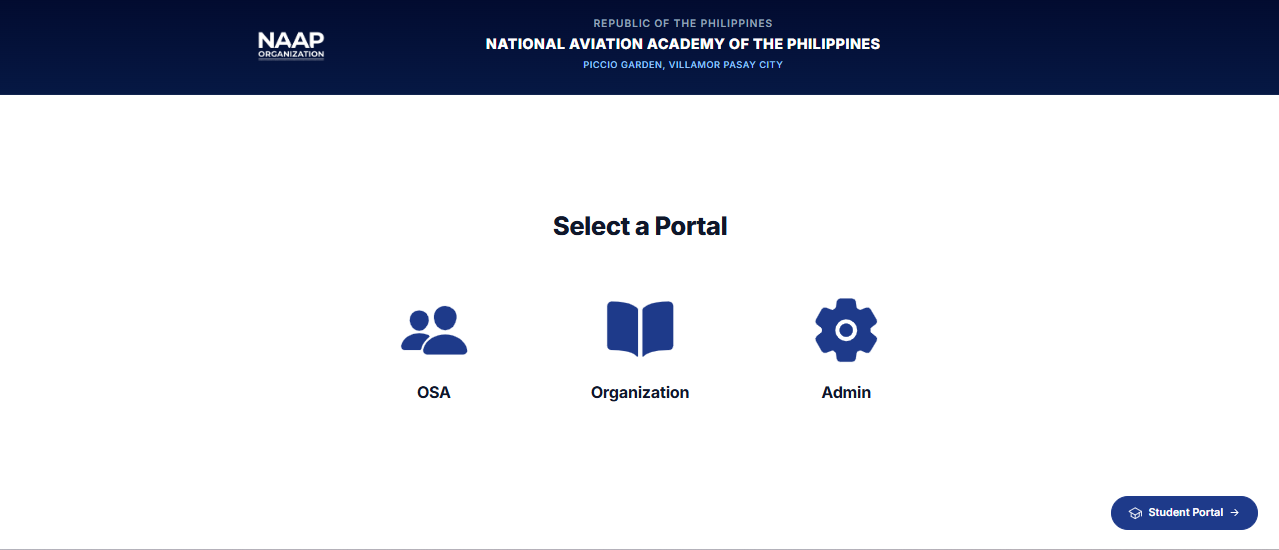 NAAP
ORGANIZATION
REPUBLIC OF THE PHILIPPINES
NATIONAL AVIATION ACADEMY OF THE PHILIPPINES
PICCIO GARDEN, VILLAMOR PASAY CITY
Select a Portal
OSA
Organization
Admin
Student Portal →